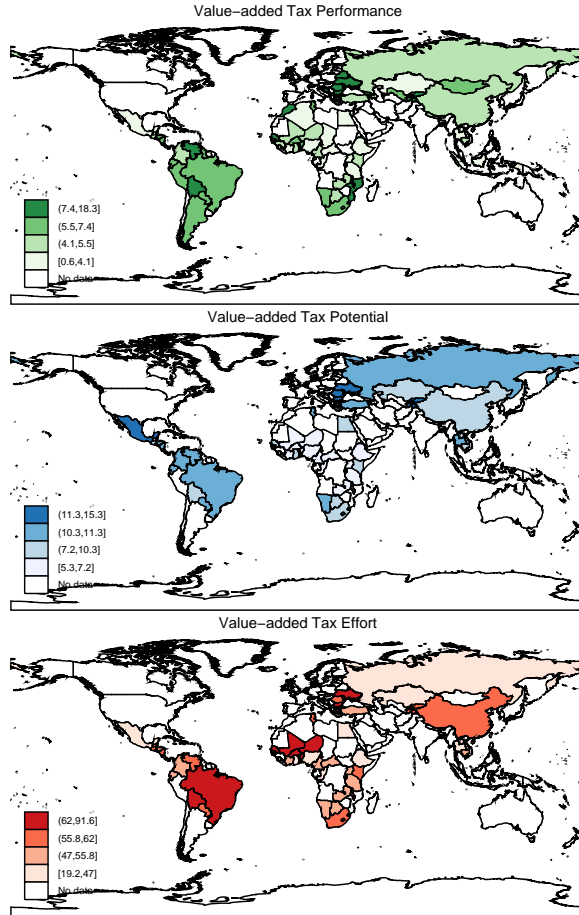 Value−added Tax Performance
(7.4,18.3]
(5.5,7.4]
(4.1,5.5]
[0.6,4.1]
No data
Value−added Tax Potential
(11.3,15.3]
(10.3,11.3]
(7.2,10.3]
[5.3,7.2]
No data
Value−added Tax Effort
(62,91.6]
(55.8,62]
(47,55.8]
[19.2,47]
No data